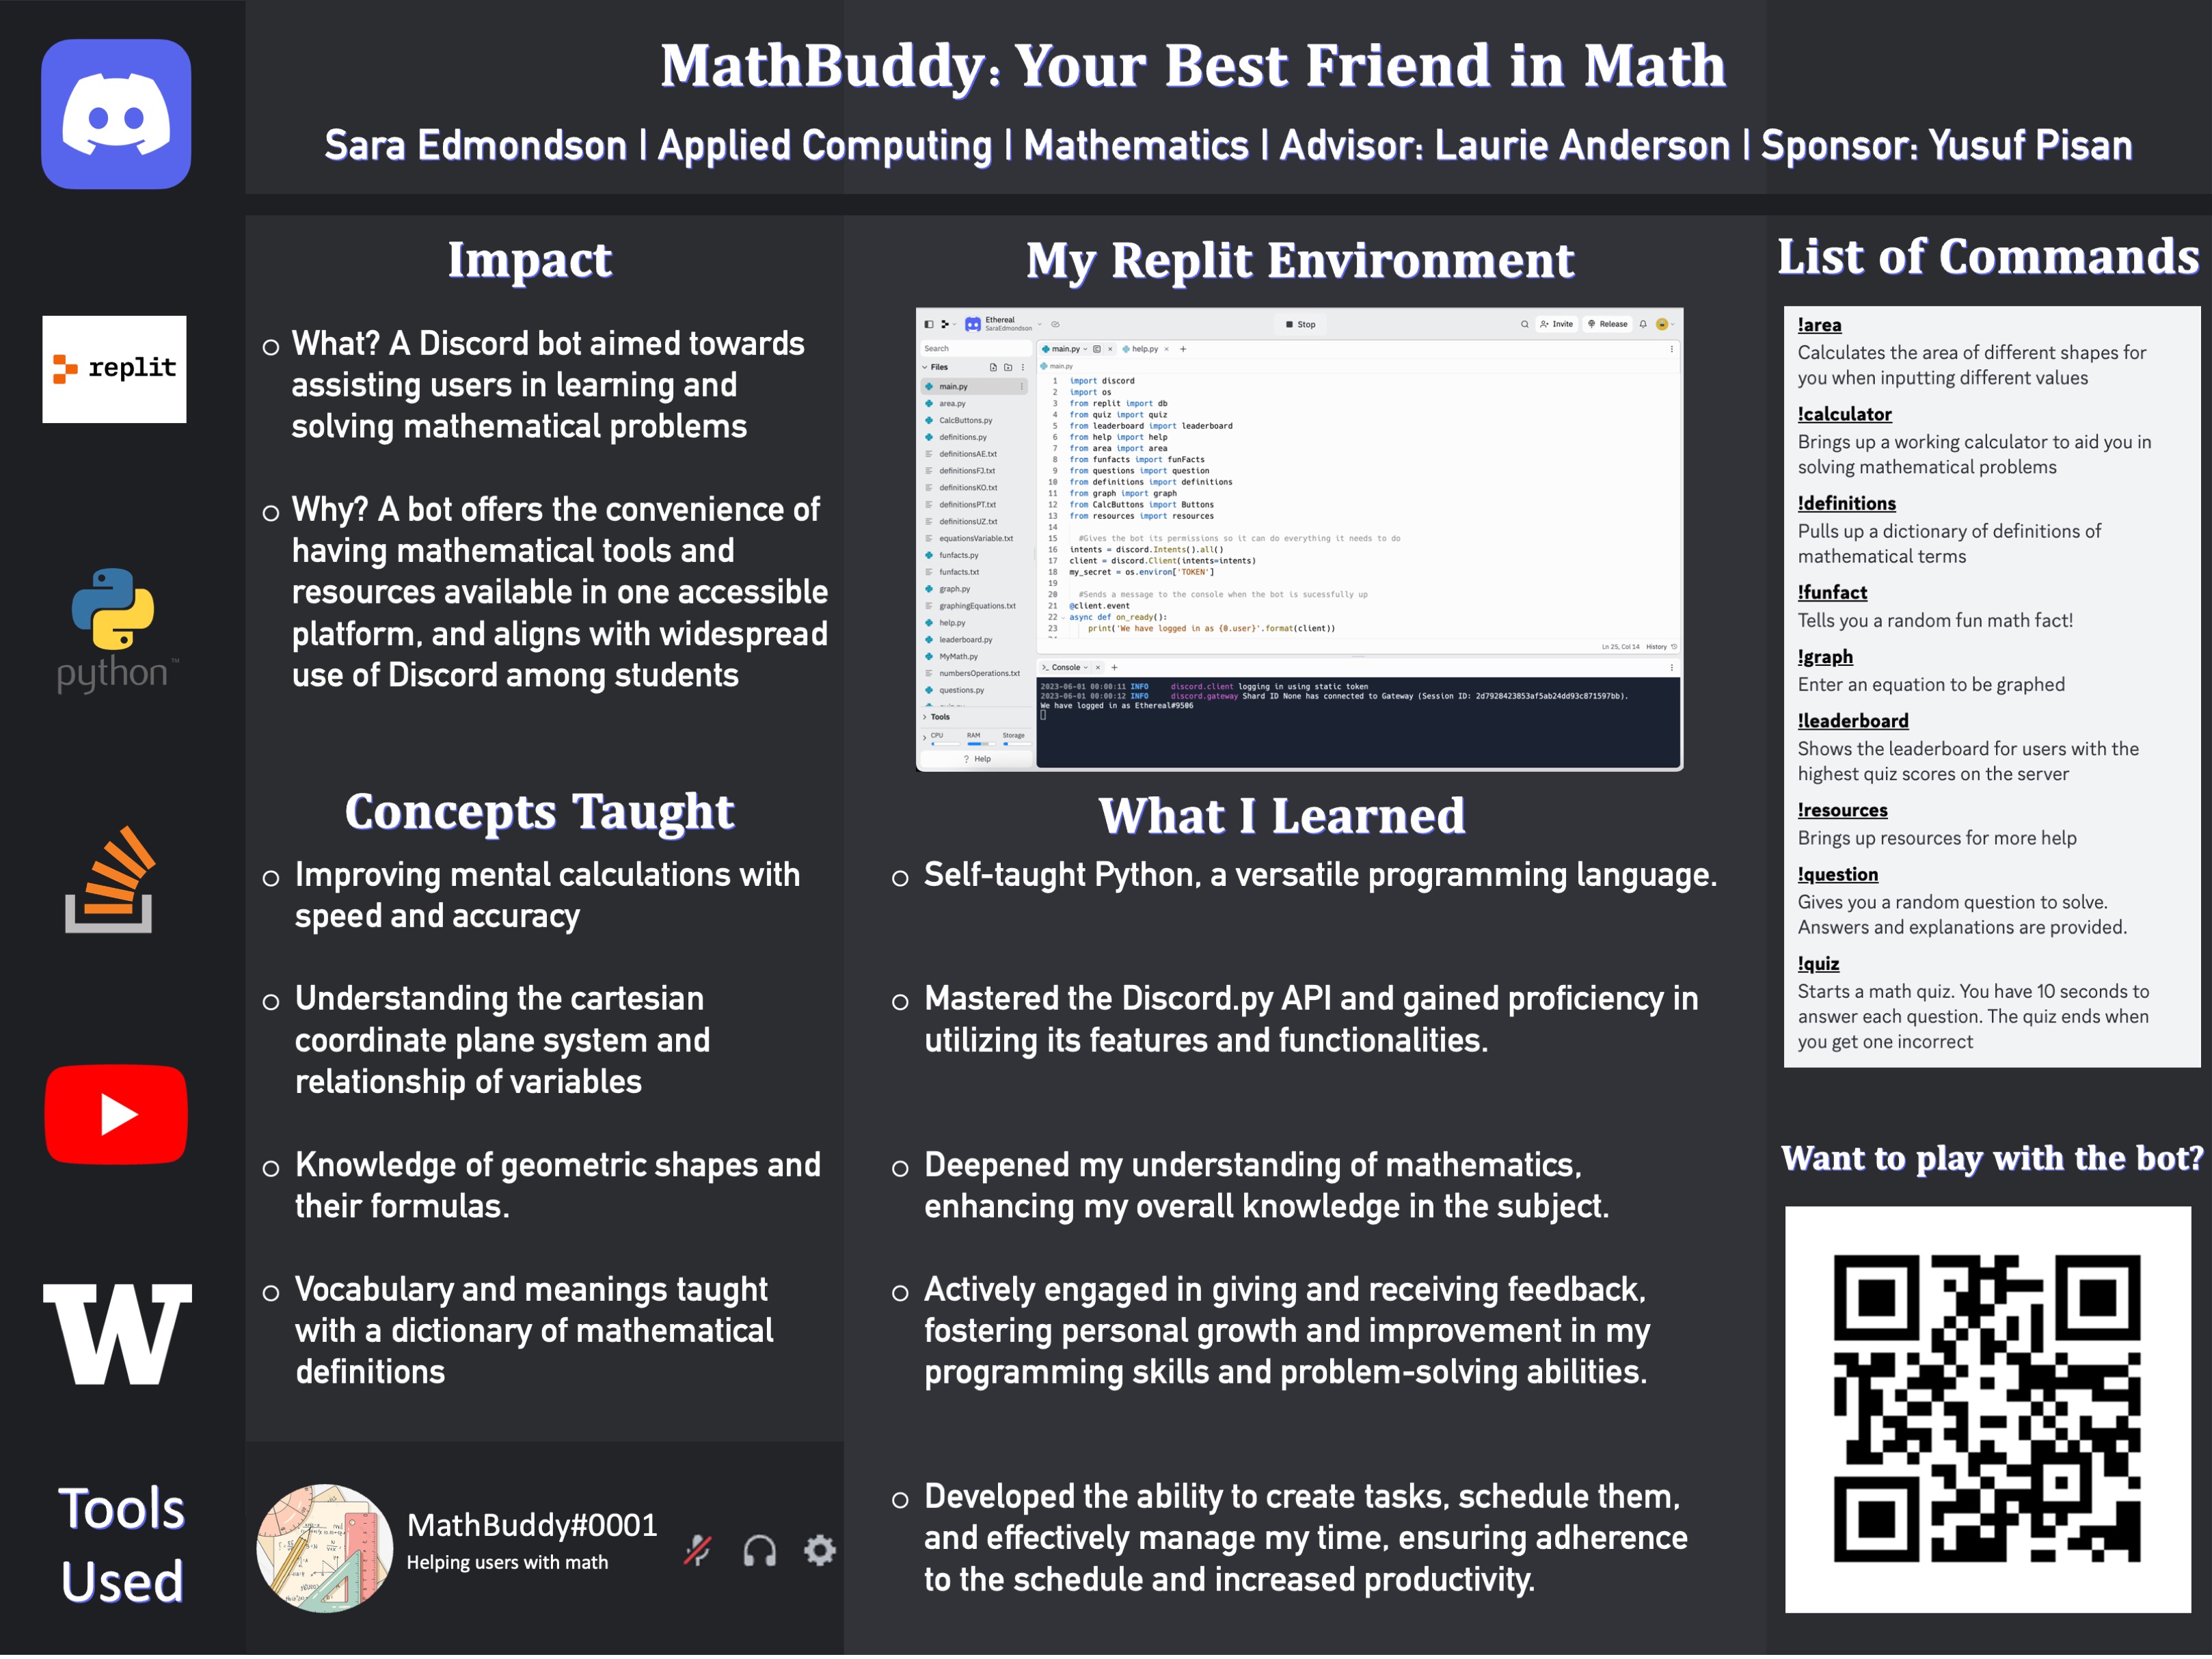 MathBuddy: Your Best Friend in Math
Sara Edmondson | Applied Computing | Mathematics | Advisor: Laurie Anderson | Sponsor: Yusuf Pisan
replit
python™
Tools
Used
Impact
What? A Discord bot aimed towards
assisting users in learning and
solving mathematical problems
Why? A bot offers the convenience of
having mathematical tools and
resources available in one accessible
platform, and aligns with widespread
use of Discord among students
Concepts Taught
Improving mental calculations with
speed and accuracy
Understanding the cartesian
coordinate plane system and
relationship of variables
Knowledge of geometric shapes and
their formulas.
Vocabulary and meanings taught
with a dictionary of mathematical
definitions
MathBuddy#0001
Helping users with math
My Replit Environment
Ethereal
SaraEdmondson
Stop
Invite
Release
Search
Files
main.py
area.py
CalcButtons.py
definitions.py
definitionsAE.txt
definitionsFJ.txt
definitionsKO.txt
definitionsPT.txt
definitionsUZ.txt
equationsVariable.txt
funfacts.py
funfacts.txt
graph.py
graphingEquations.txt
help.py
leaderboard.py
MyMath.py
numbersOperations.txt
questions.py
Tools
CPU RAM Storage
? Help
main.py help.py
main.py
1 import discord
2 import os
3 from replit import db
4 from quiz import quiz
5 from leaderboard import leaderboard
6 from help import help
7 from area import area
8 from funfacts import funFacts
9 from questions import question
10 from definitions import definitions
11 from graph import graph
12 from CalcButtons import Buttons
13 from resources import resources
14
15 #Gives the bot its permissions so it can do everything it needs to do
16 intents = discord.Intents().all()
17 client = discord.Client(intents=intents)
18 my_secret = os.environ['TOKEN']
19
20 #Sends a message to the console when the bot is sucessfully up
21 @client.event
22 async def on_ready():
23 print('We have logged in as {0.user}'.format(client))
Ln 25, Col 14 History
Console
2023-06-01 00:00:11 INFO discord.client logging in using static token
2023-06-01 00:00:12 INFO discord.gateway Shard ID None has connected to Gateway (Session ID: 2d7928423853af5ab24dd93c871597bb).
We have logged in as Ethereal#9506
What I Learned
Self-taught Python, a versatile programming language.
Mastered the Discord.py API and gained proficiency in
utilizing its features and functionalities.
Deepened my understanding of mathematics,
enhancing my overall knowledge in the subject.
Actively engaged in giving and receiving feedback,
fostering personal growth and improvement in my
programming skills and problem-solving abilities.
Developed the ability to create tasks, schedule them,
and effectively manage my time, ensuring adherence
to the schedule and increased productivity.
List of Commands
!area
Calculates the area of different shapes for
you when inputting different values
!calculator
Brings up a working calculator to aid you in
solving mathematical problems
!definitions
Pulls up a dictionary of definitions of
mathematical terms
!funfact
Tells you a random fun math fact!
!graph
Enter an equation to be graphed
!leaderboard
Shows the leaderboard for users with the
highest quiz scores on the server
!resources
Brings up resources for more help
!question
Gives you a random question to solve.
Answers and explanations are provided.
!quiz
Starts a math quiz. You have 10 seconds to
answer each question. The quiz ends when
you get one incorrect
Want to play with the bot?